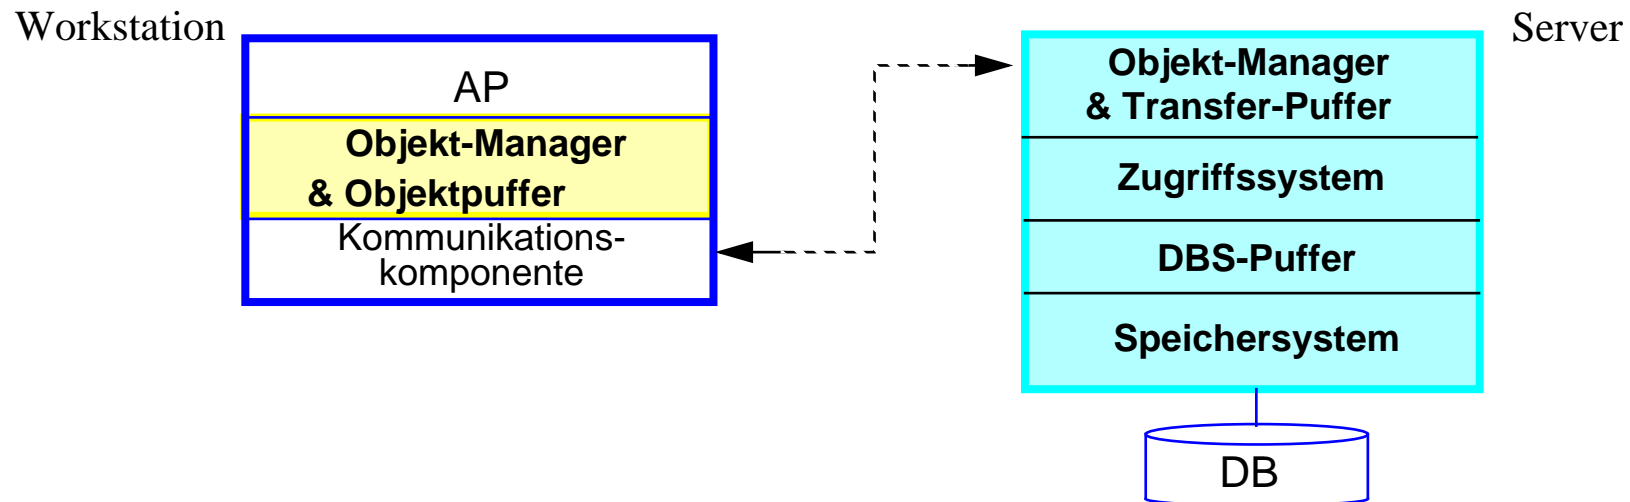 Workstation
AP
Objekt-Manager
& Objektpuffer
Kommunikations-
komponente
Server
Objekt-Manager
& Transfer-Puffer
Zugriffssystem
DBS-Puffer
Speichersystem
DB